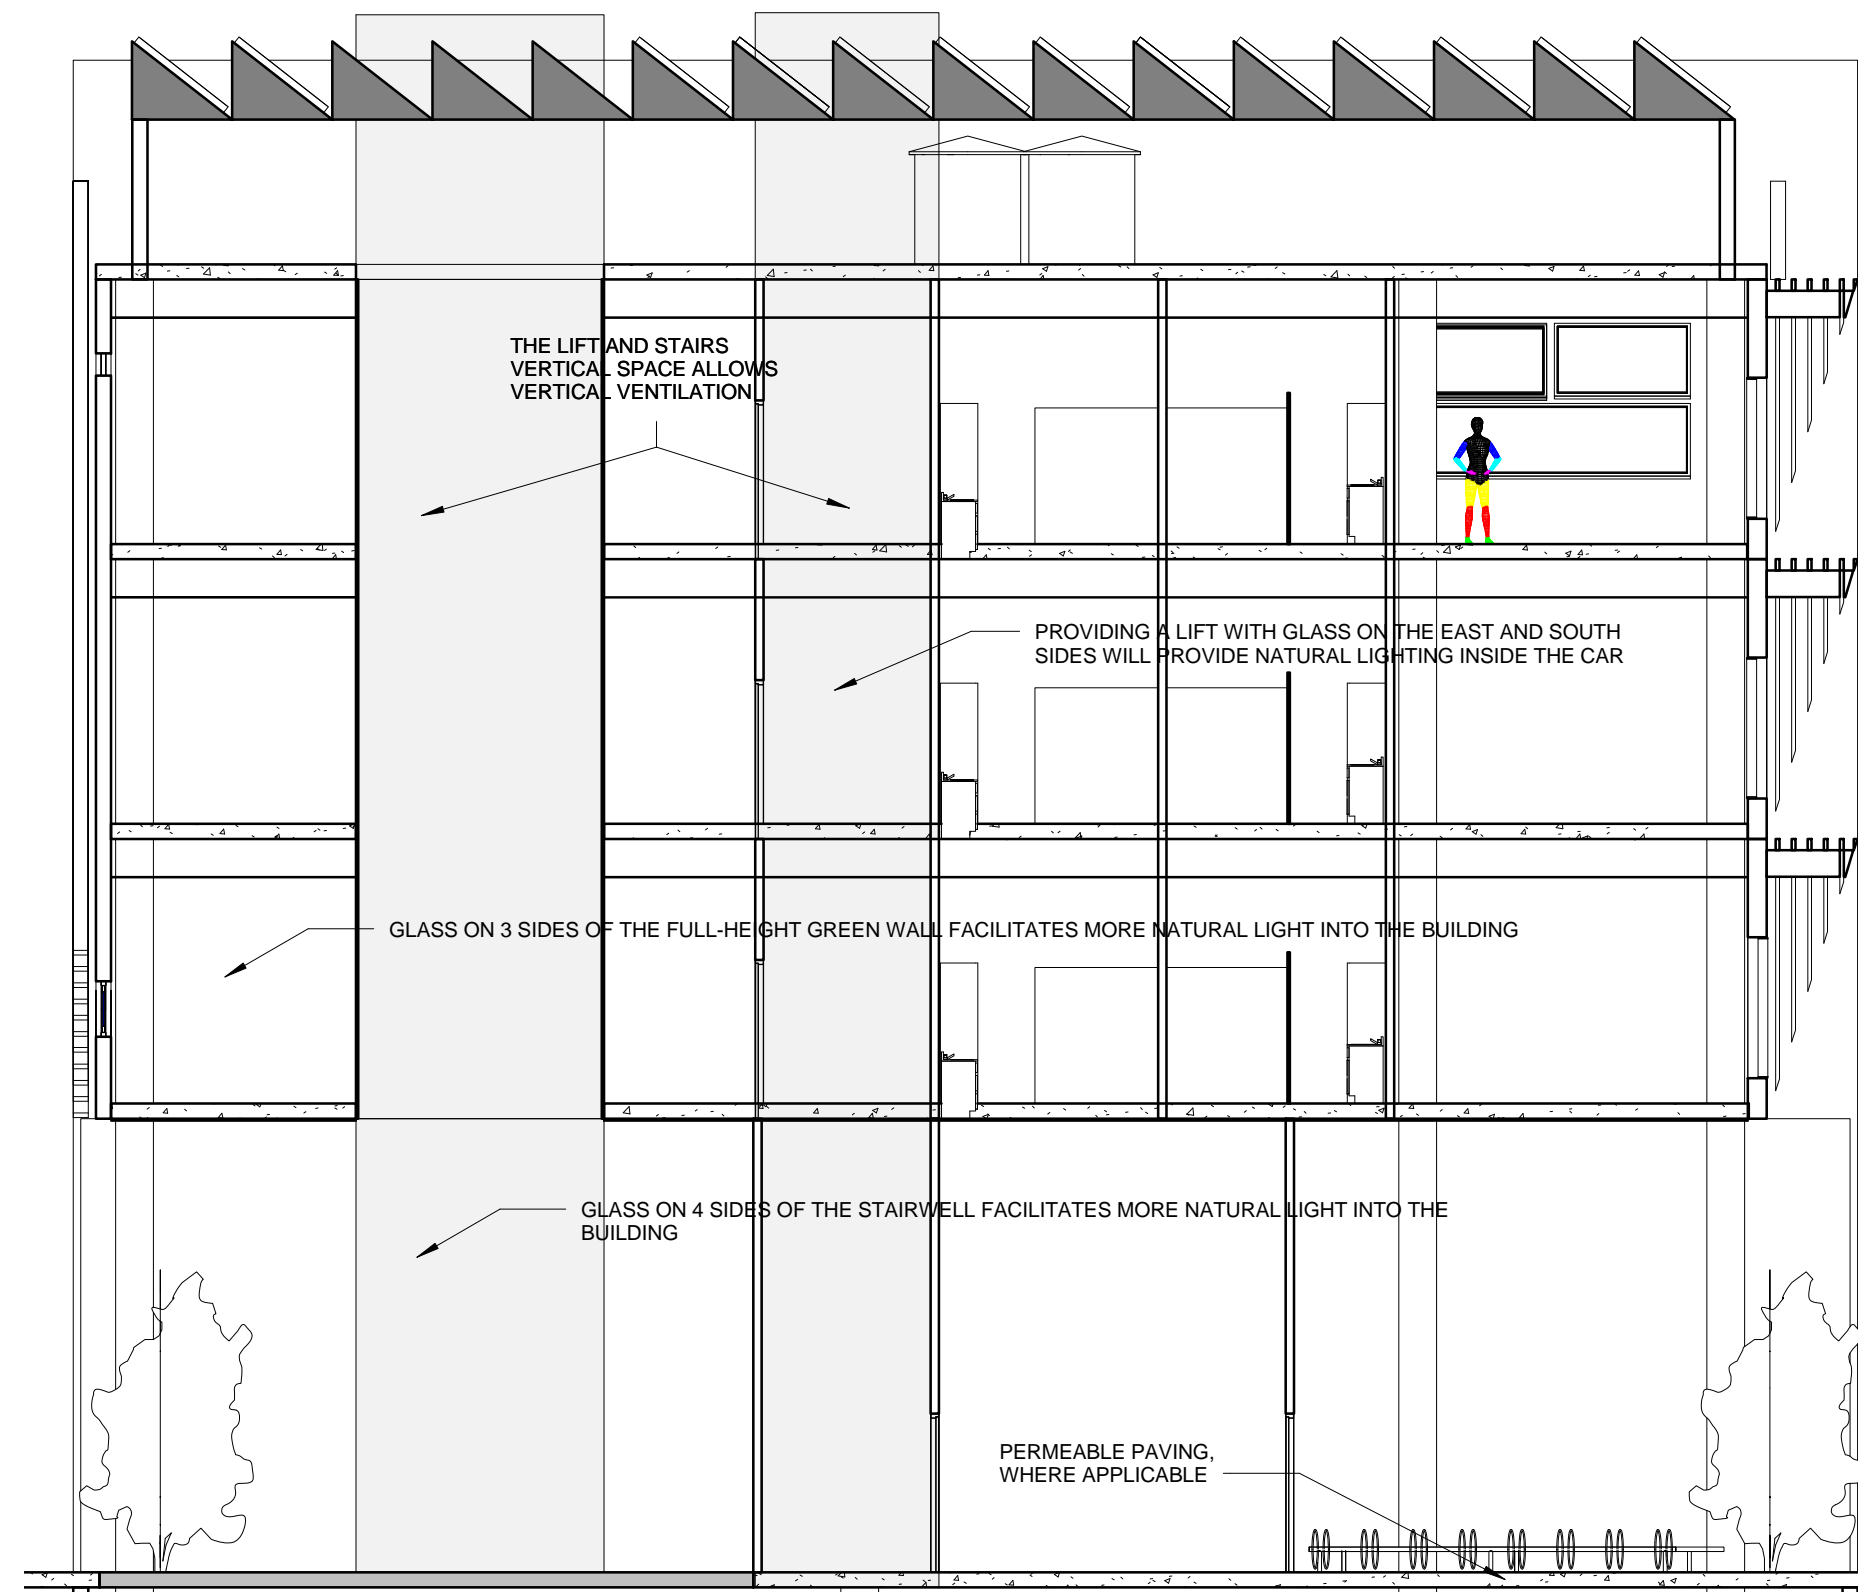 THE LIFT AND STAIRS
VERTICAL SPACE ALLOWS
VERTICAL VENTILATION
PROVIDING A LIFT WITH GLASS ON THE EAST AND SOUTH
SIDES WILL PROVIDE NATURAL LIGHTING INSIDE THE CAR
GLASS ON 3 SIDES OF THE FULL-HEIGHT GREEN WALL FACILITATES MORE NATURAL LIGHT INTO THE BUILDING
GLASS ON 4 SIDES OF THE STAIRWELL FACILITATES MORE NATURAL LIGHT INTO THE
BUILDING
PERMEABLE PAVING,
WHERE APPLICABLE